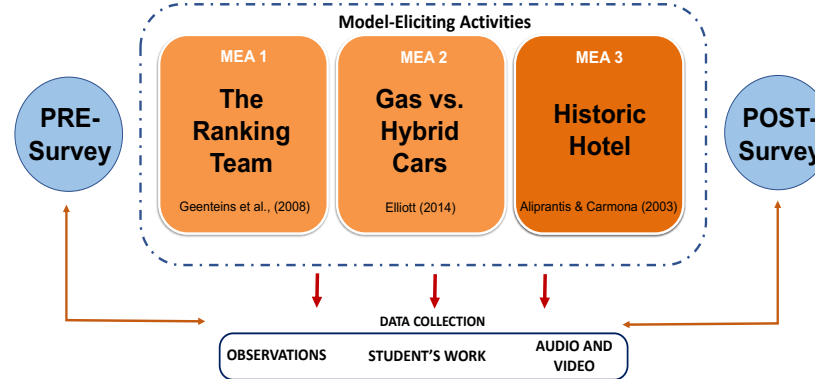 Model-Eliciting Activities
PRE-
Survey
MEA 1
The
Ranking
Team
Geenteins et al., (2008)
MEA 2
Gas vs.
Hybrid
Cars
Elliott (2014)
MEA 3
Historic
Hotel
Aliprantis & Carmona (2003)
POST-
Survey
DATA COLLECTION
OBSERVATIONS
STUDENT’S WORK
AUDIO AND
VIDEO